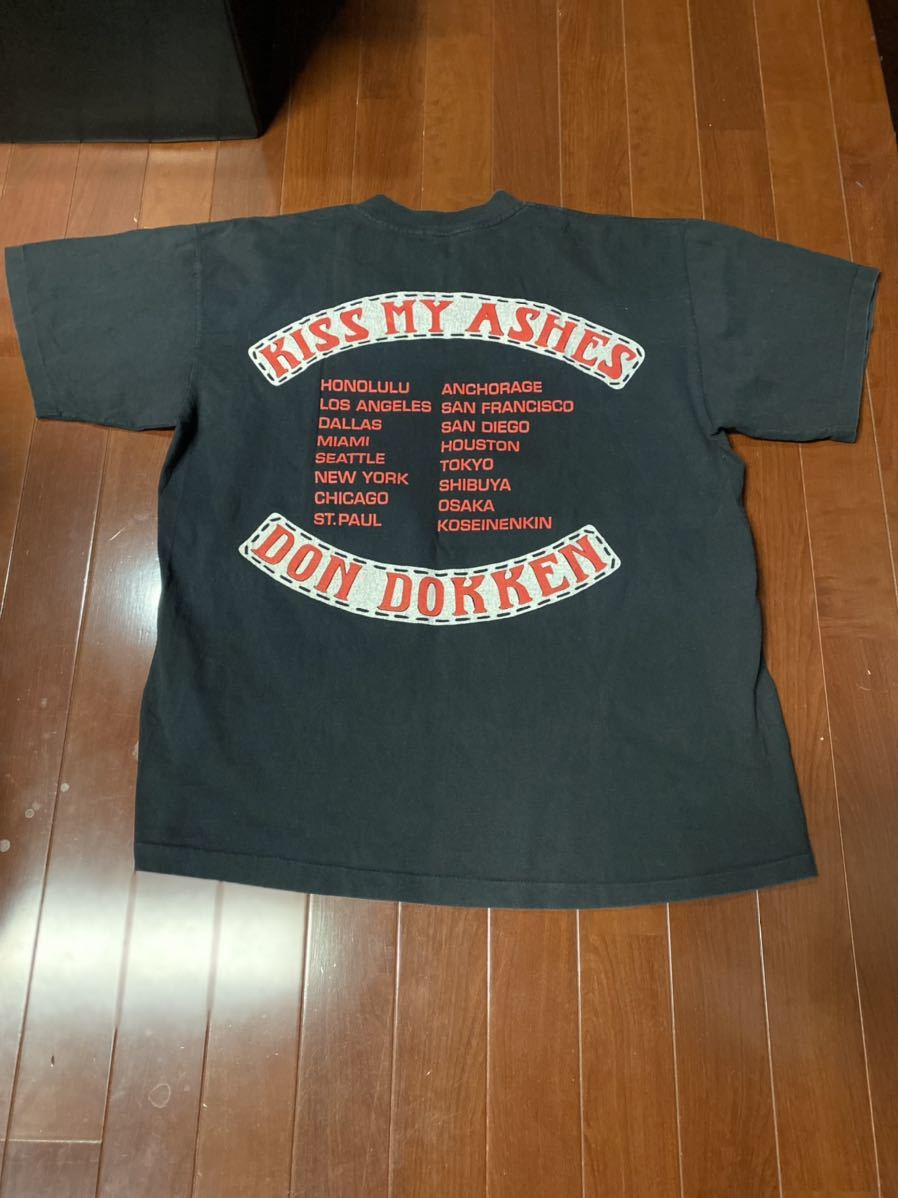 KISS MY ASHES
HONOLULU
LOS ANGELES
DALLAS
MIAMI
SEATTLE
NEW YORK
CHICAGO
ST.PAUL
ANCHORAGE
SAN FRANCISCO
SAN DIEGO
HOUSTON
TOKYO
SHIBUYA
OSAKA
KOSEINENKIN
DON DOKKEN